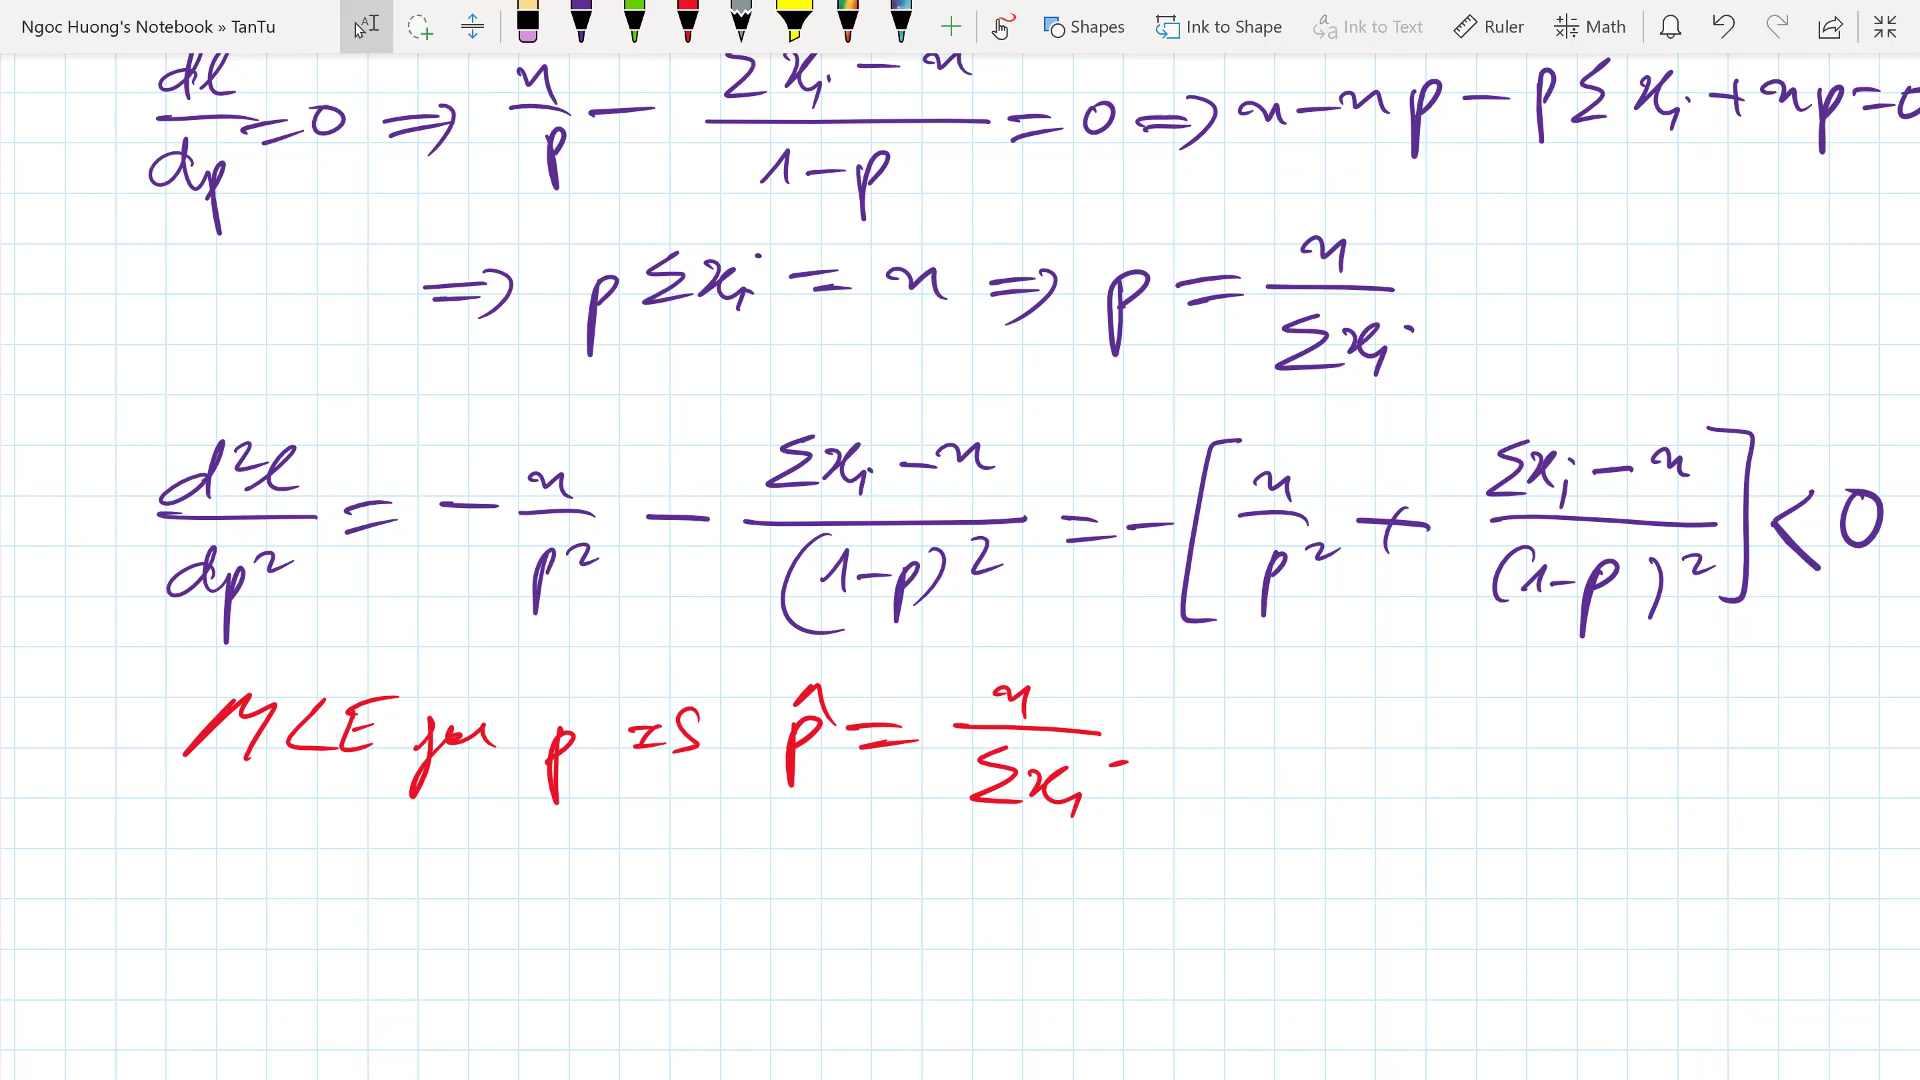 Ngoc Huong's Notebook » TanTu
Shapes Ink to Shape Ink to Text Ruler Math
dl/dp = 0 ⇒ n/p − (Σxi − n)/(1−p) = 0 ⇒ n − np − pΣxi + np = 0
⇒ pΣxi = n ⇒ p = n/Σxi
d²l/dp² = − n/p² − (Σxi − n)/(1−p)² = −[n/p² + (Σxi − n)/(1−p)²] < 0
MLE for p is p̂ = n/Σxi